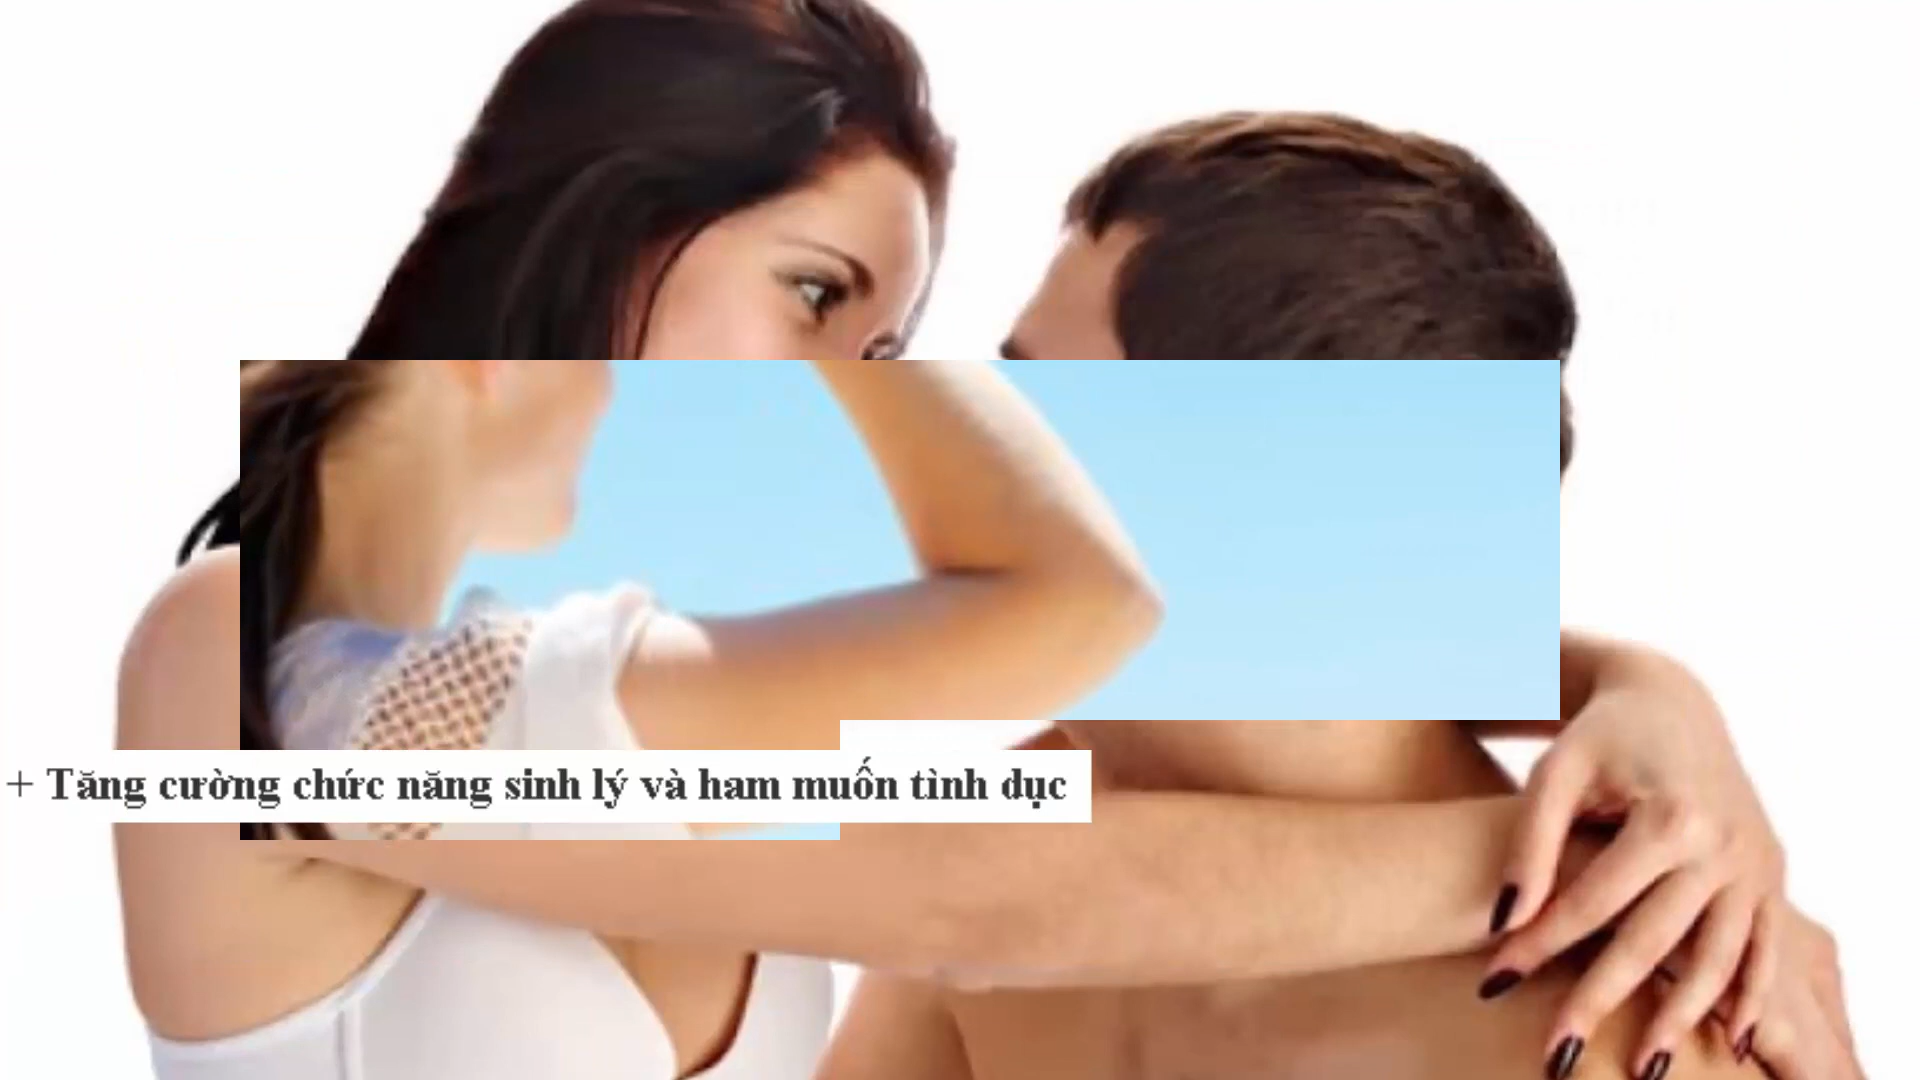 + Tăng cường chức năng sinh lý và ham muốn tình dục